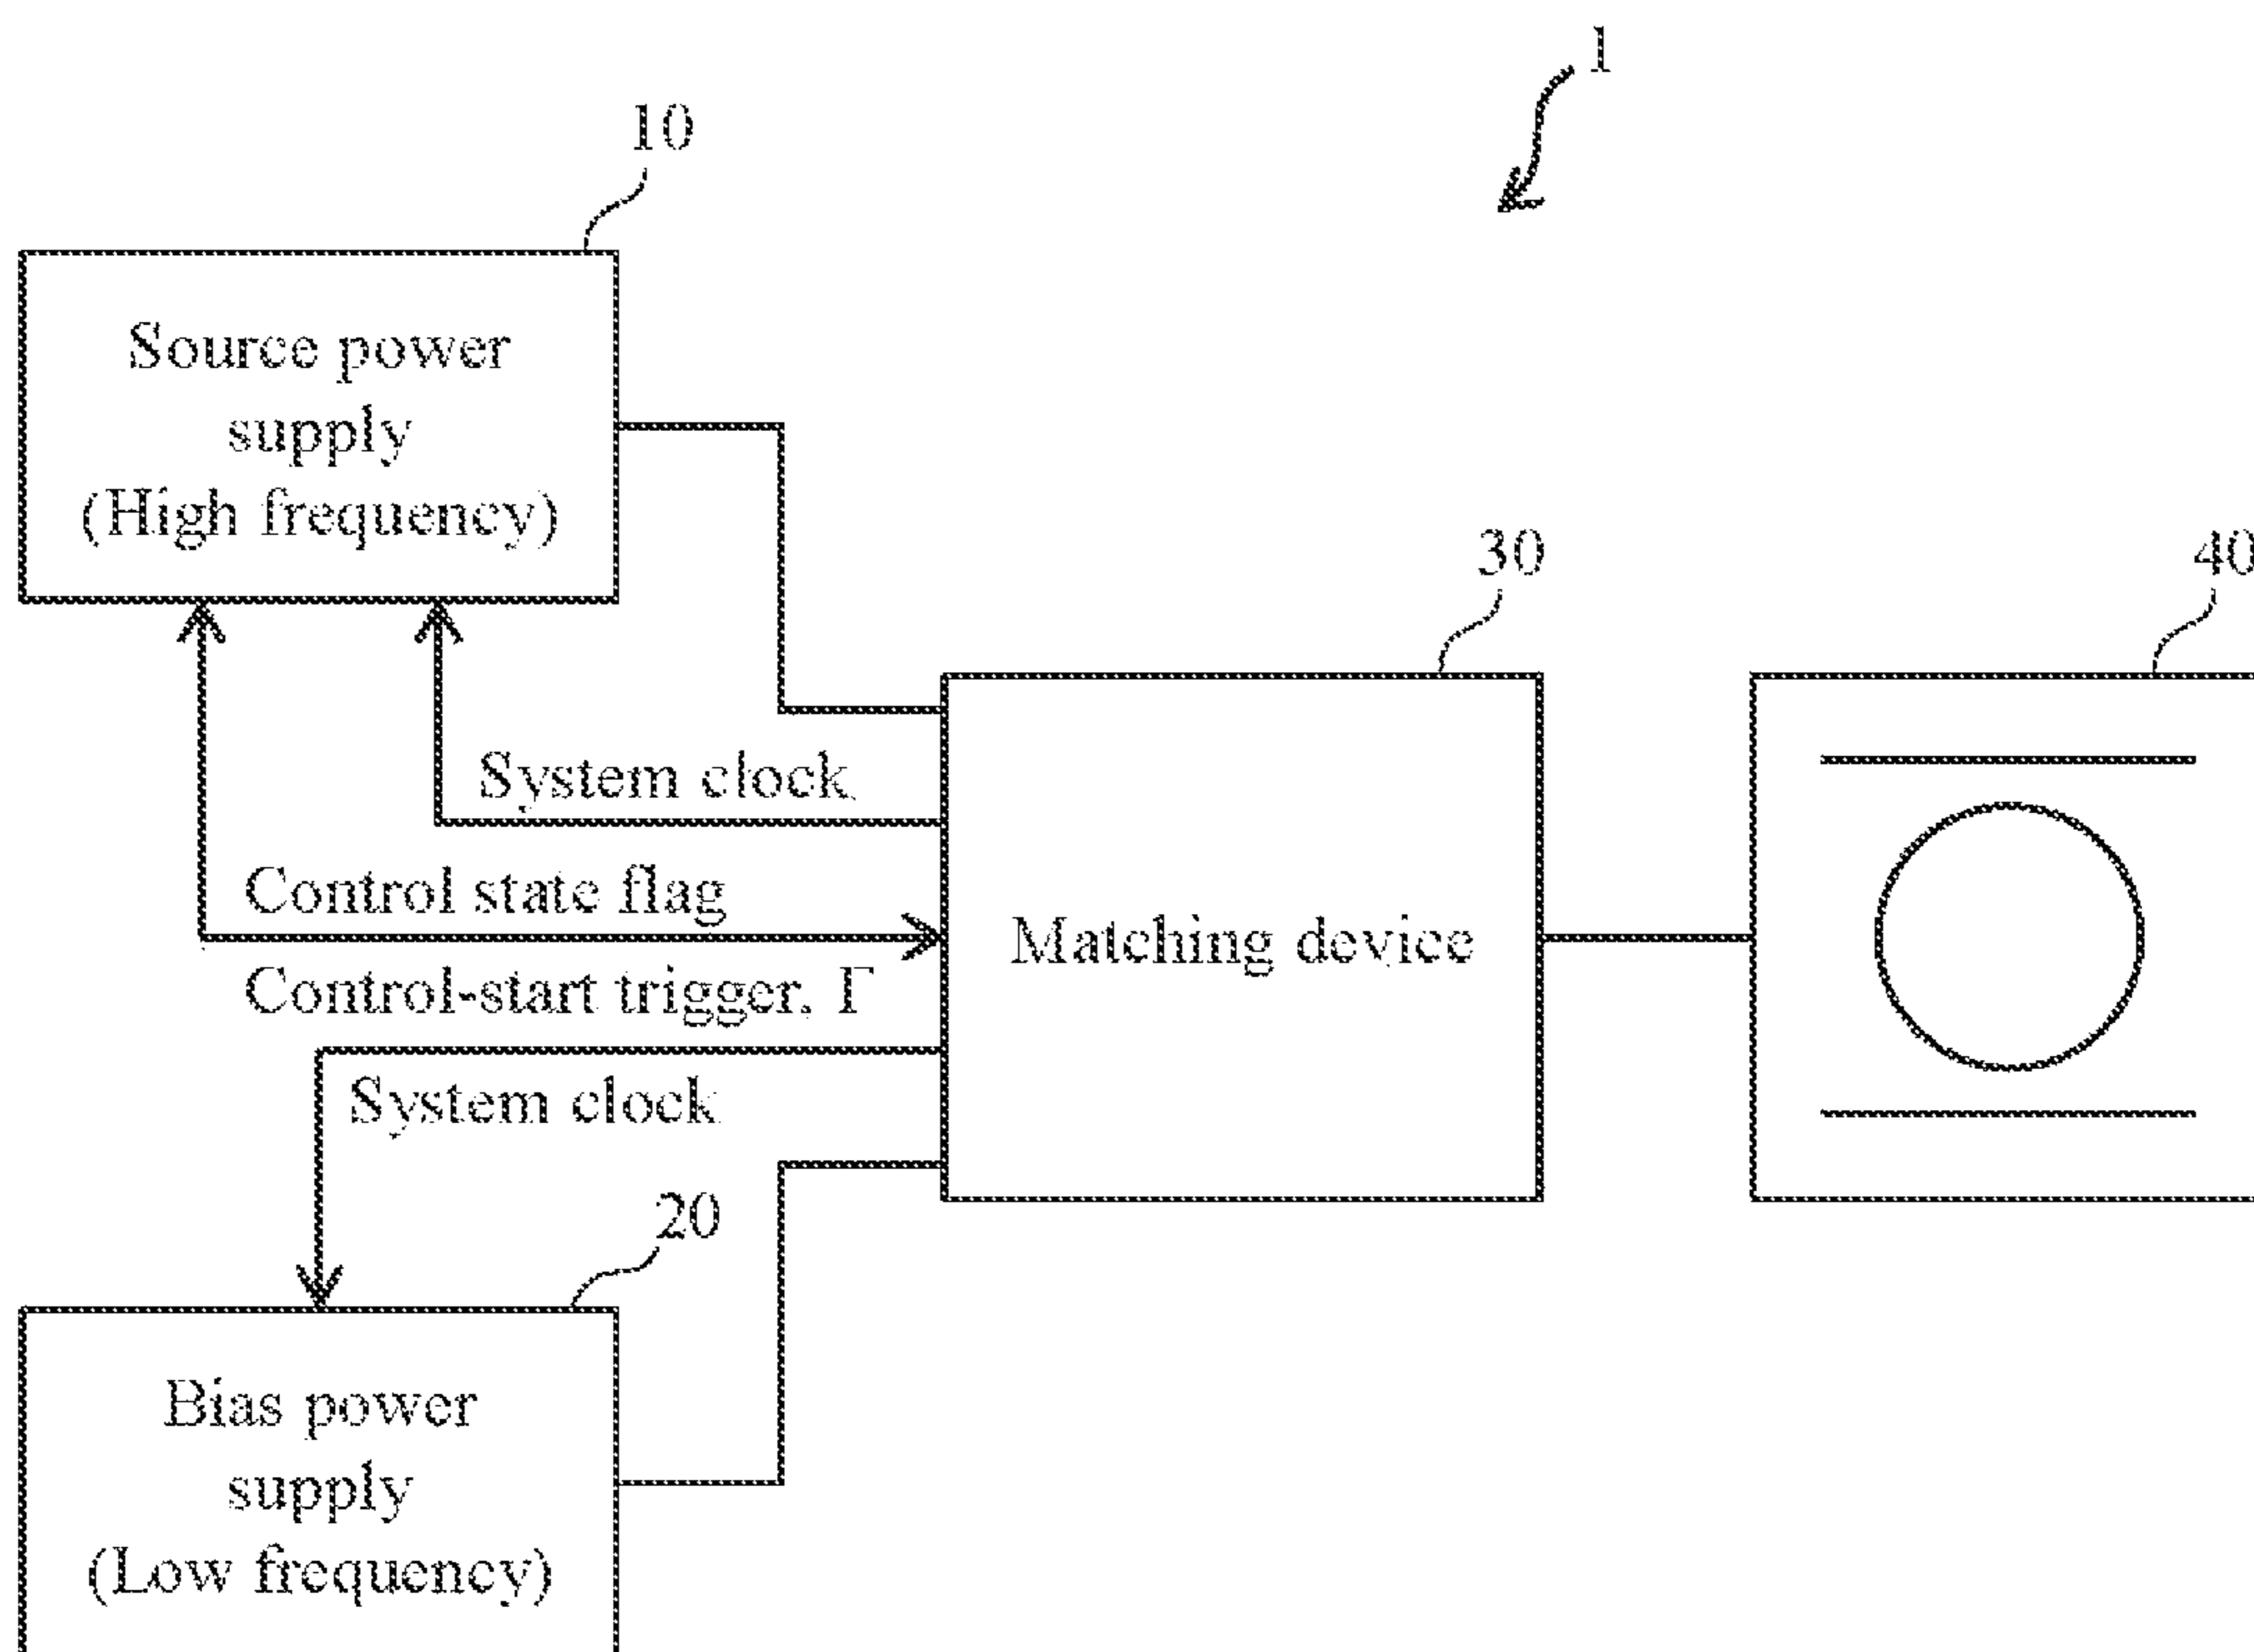 1
10
Source power
supply
(High frequency)
30
40
System clock
Control state flag
Matching device
Control-start trigger, Γ
System clock
20
Bias power
supply
(Low frequency)